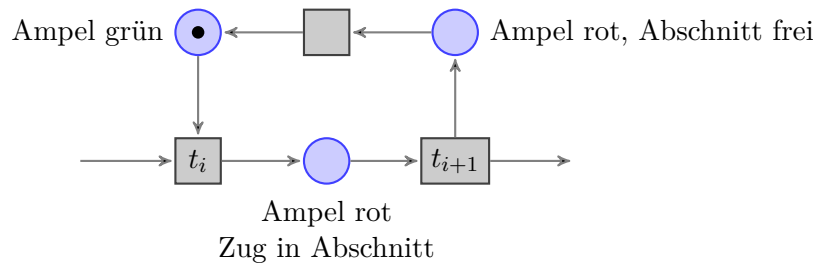 Ampel grün
Ampel rot, Abschnitt frei
t_i
t_{i+1}
Ampel rot
Zug in Abschnitt